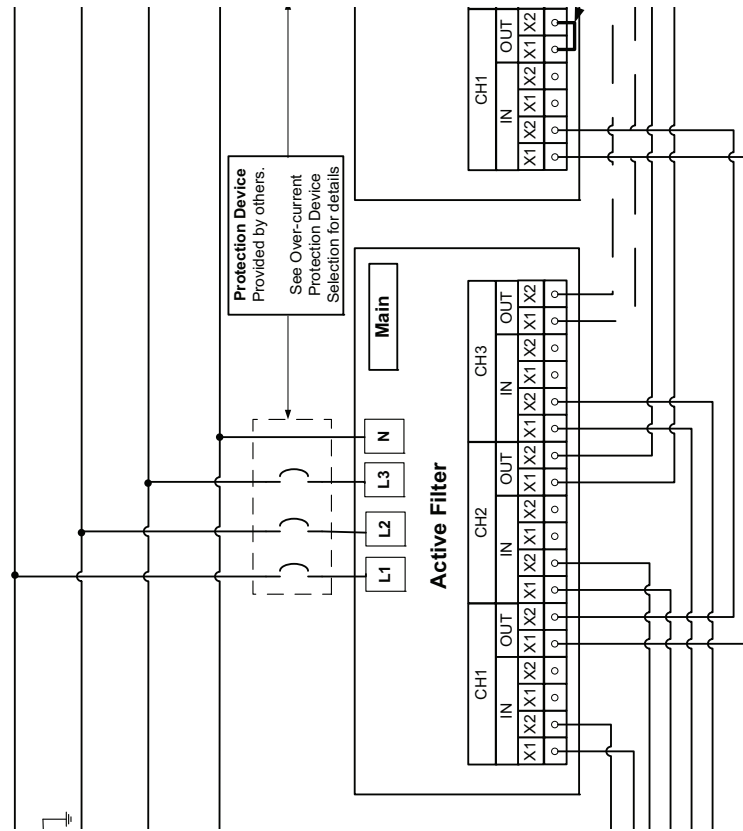 Protection Device
Provided by others.
See Over-current
Protection Device
Selection for details
L1 L2 L3 N Main
Active Filter
CH1 CH2 CH3 CH1
IN OUT IN OUT IN OUT IN OUT
X1 X2 X1 X2 X1 X2 X1 X2 X1 X2 X1 X2 X1 X2 X1 X2 X1 X2 X1 X2 X1 X2 X1 X2